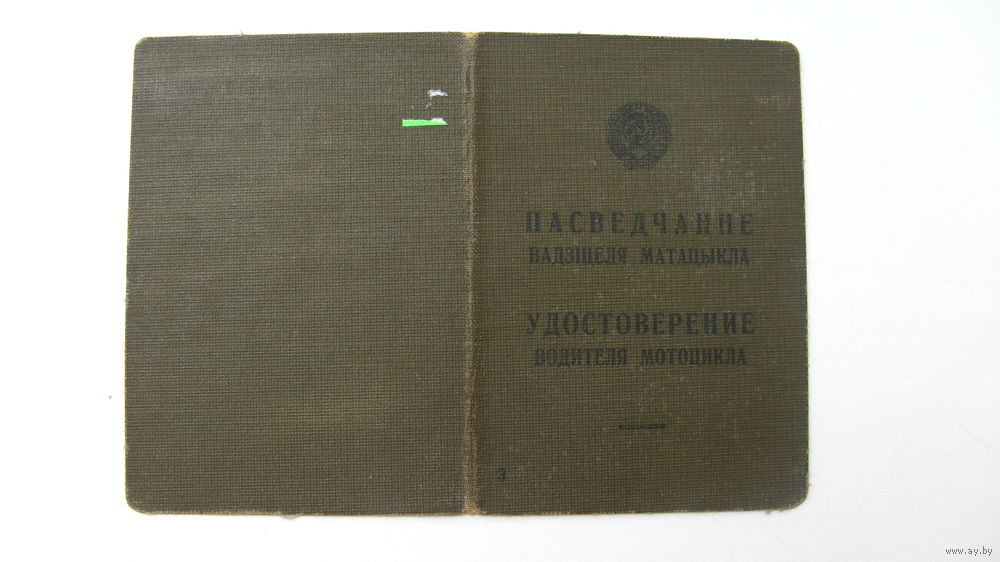 ПАСВЕДЧАННЕ
ВАДЗІЦЕЛЯ МАТАЦЫКЛА
УДОСТОВЕРЕНИЕ
ВОДИТЕЛЯ МОТОЦИКЛА
З
www.ay.by